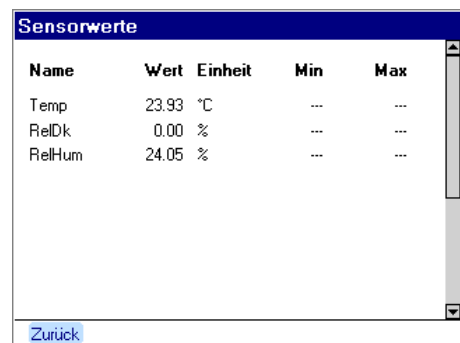 Sensorwerte
Name Wert Einheit Min Max
Temp 23.93 °C --- ---
RelDk 0.00 % --- ---
RelHum 24.05 % --- ---
Zurück